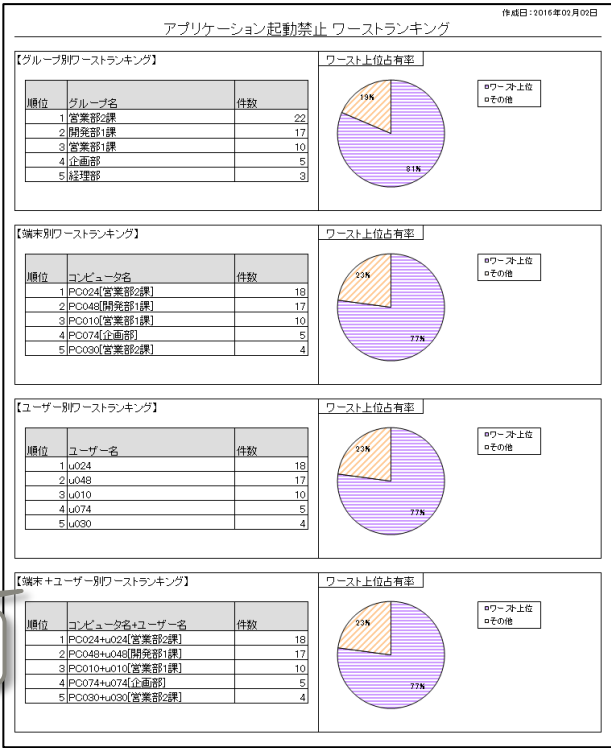 作成日：2016年02月02日
アプリケーション起動禁止 ワーストランキング
【グループ別ワーストランキング】
ワースト上位占有率
順位 グループ名 件数
1 営業部2課 22
2 開発部1課 17
3 営業部1課 10
4 企画部 5
5 経理部 3
19%
81%
ワースト上位
その他
【端末別ワーストランキング】
ワースト上位占有率
順位 コンピュータ名 件数
1 PC024[営業部2課] 18
2 PC048[開発部1課] 17
3 PC010[営業部1課] 10
4 PC074[企画部] 5
5 PC030[営業部2課] 4
23%
77%
ワースト上位
その他
【ユーザー別ワーストランキング】
ワースト上位占有率
順位 ユーザー名 件数
1 u024 18
2 u048 17
3 u010 10
4 u074 5
5 u030 4
23%
77%
ワースト上位
その他
【端末＋ユーザー別ワーストランキング】
ワースト上位占有率
順位 コンピュータ名+ユーザー名 件数
1 PC024+u024[営業部2課] 18
2 PC048+u048[開発部1課] 17
3 PC010+u010[営業部1課] 10
4 PC074+u074[企画部] 5
5 PC030+u030[営業部2課] 4
23%
77%
ワースト上位
その他